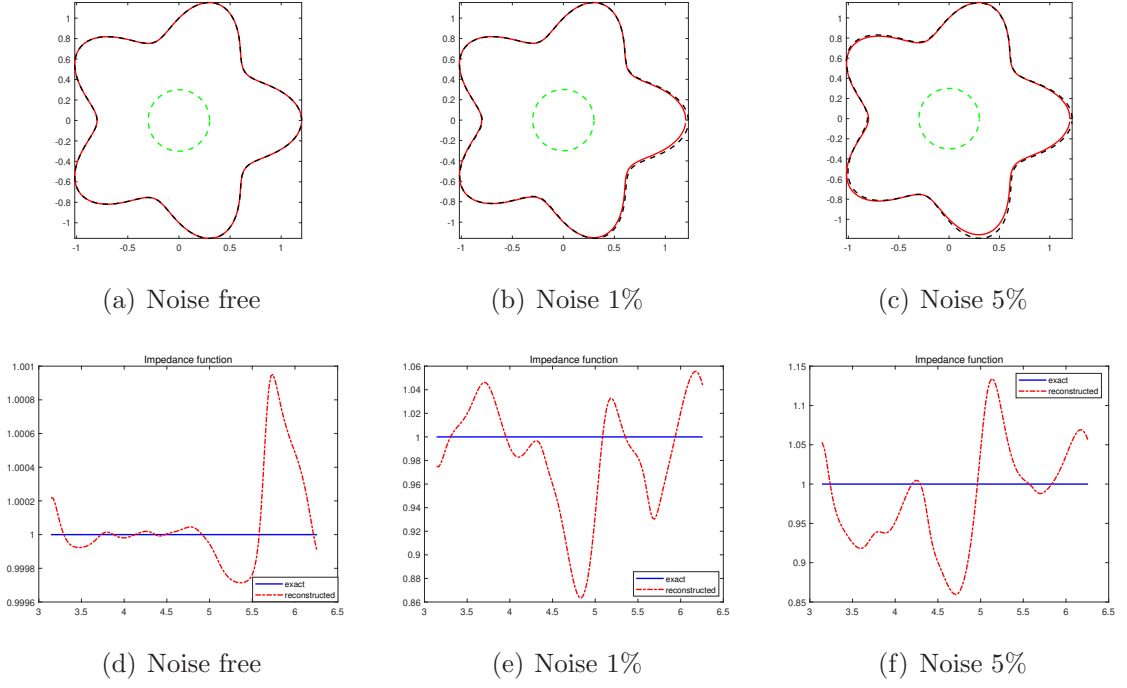 1
0.8
0.6
0.4
0.2
0
-0.2
-0.4
-0.6
-0.8
-1
-1 -0.5 0 0.5 1
(a) Noise free
1
0.8
0.6
0.4
0.2
0
-0.2
-0.4
-0.6
-0.8
-1
-1 -0.5 0 0.5 1
(b) Noise 1%
1
0.8
0.6
0.4
0.2
0
-0.2
-0.4
-0.6
-0.8
-1
-1 -0.5 0 0.5 1
(c) Noise 5%
Impedance function
1.001
1.0008
1.0006
1.0004
1.0002
1
0.9998
0.9996
exact
reconstructed
3 3.5 4 4.5 5 5.5 6 6.5
(d) Noise free
Impedance function
1.06
1.04
1.02
1
0.98
0.96
0.94
0.92
0.9
0.88
0.86
exact
reconstructed
3 3.5 4 4.5 5 5.5 6 6.5
(e) Noise 1%
Impedance function
1.15
exact
reconstructed
1.1
1.05
1
0.95
0.9
0.85
3 3.5 4 4.5 5 5.5 6 6.5
(f) Noise 5%